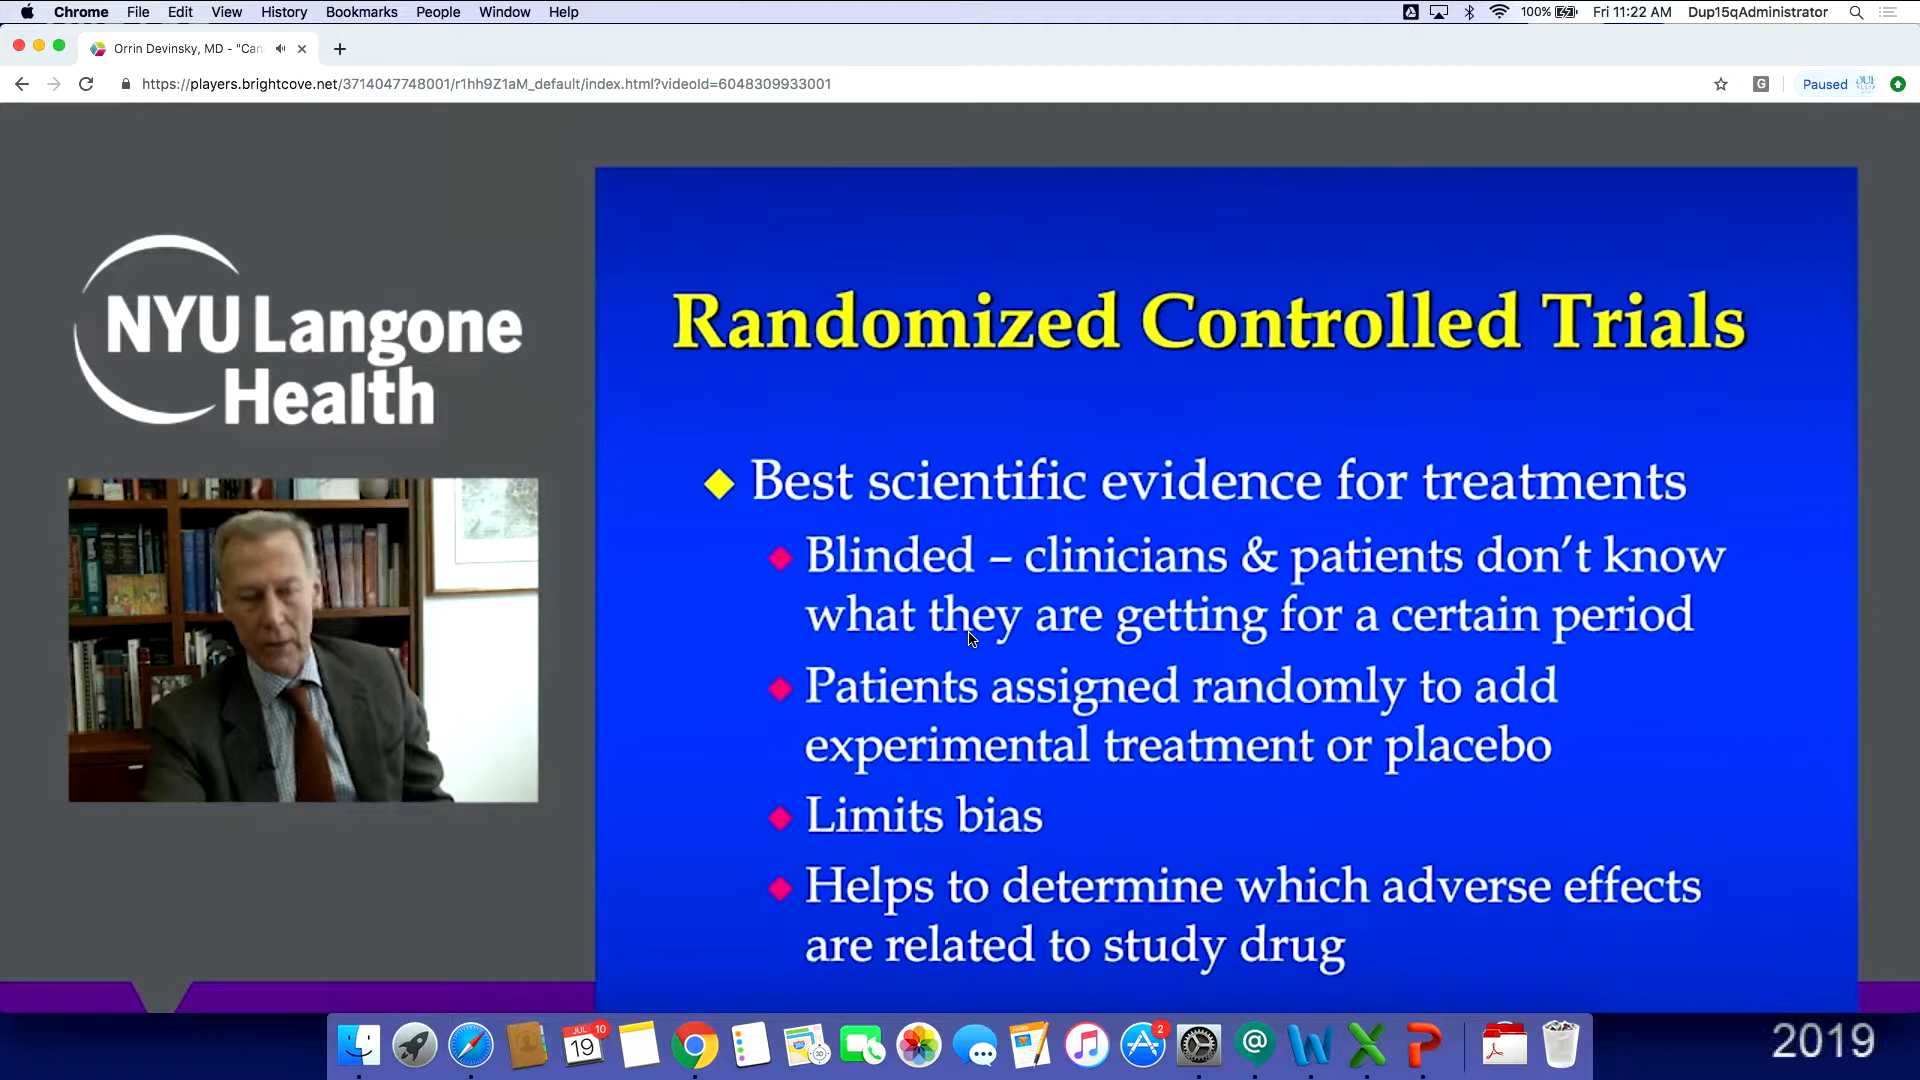 Chrome File Edit View History Bookmarks People Window Help 100% Fri 11:22 AM Dup15qAdministrator
Orrin Devinsky, MD - "Can
https://players.brightcove.net/3714047748001/r1hh9Z1aM_default/index.html?videoId=6048309933001 G Paused
NYU Langone
Health
Randomized Controlled Trials
Best scientific evidence for treatments
Blinded – clinicians & patients don't know
what they are getting for a certain period
Patients assigned randomly to add
experimental treatment or placebo
Limits bias
Helps to determine which adverse effects
are related to study drug
JUL 10
19
2
2019